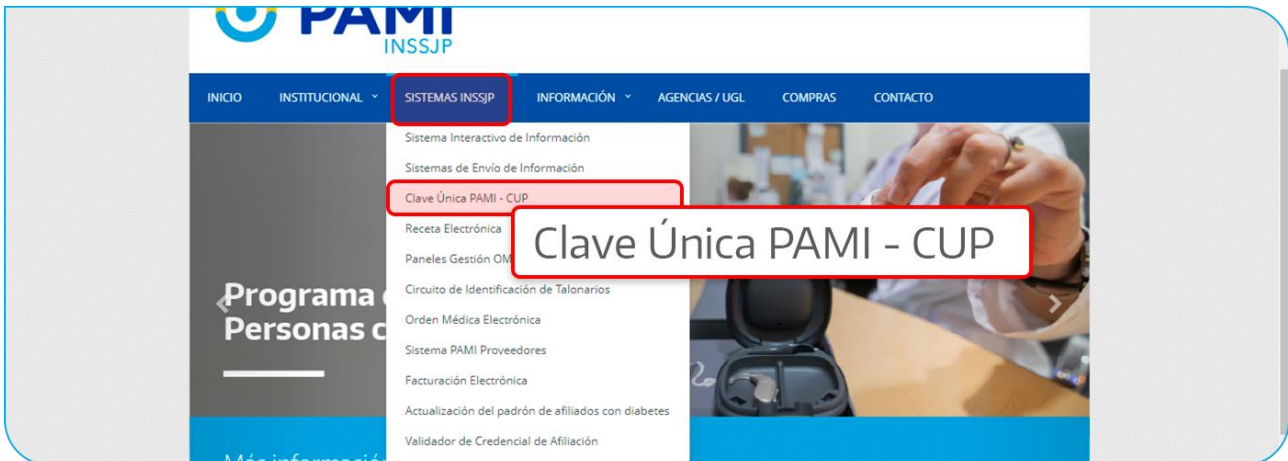 PAMI
INSSJP
INICIO INSTITUCIONAL SISTEMAS INSSJP INFORMACIÓN AGENCIAS / UGL COMPRAS CONTACTO
Sistema Interactivo de Información
Sistemas de Envío de Información
Clave Única PAMI - CUP
Receta Electrónica
Clave Única PAMI - CUP
Paneles Gestión OM
Circuito de Identificación de Talonarios
Orden Médica Electrónica
Sistema PAMI Proveedores
Facturación Electrónica
Actualización del padrón de afiliados con diabetes
Validador de Credencial de Afiliación
Programa
Personas c
Más información